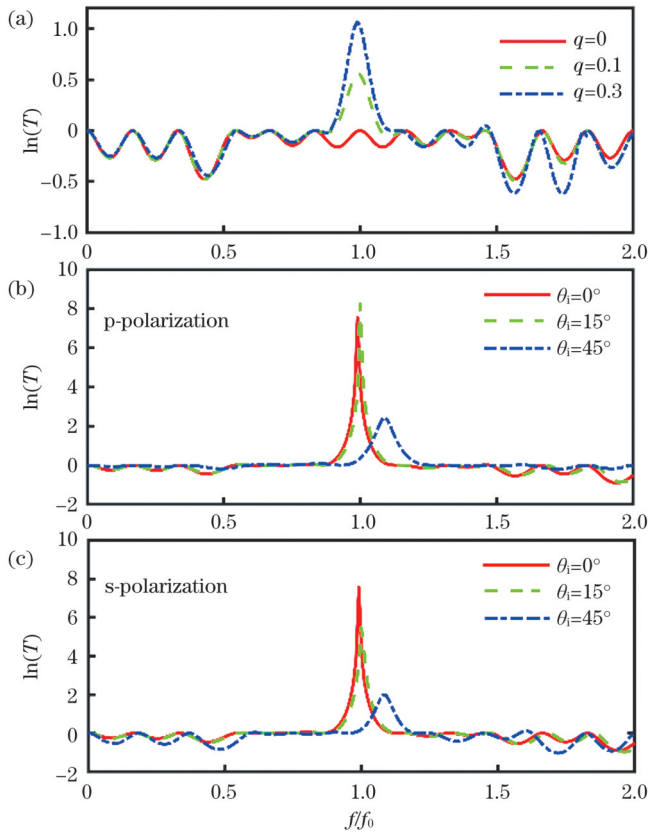 (a)
1.0
0.5
0
−0.5
−1.0
ln(T)
q=0
q=0.1
q=0.3
0
0.5
1.0
1.5
2.0
(b)
10
8
6
4
2
0
−2
ln(T)
p-polarization
θi=0°
θi=15°
θi=45°
0
0.5
1.0
1.5
2.0
(c)
10
8
6
4
2
0
−2
ln(T)
s-polarization
θi=0°
θi=15°
θi=45°
0
0.5
1.0
1.5
2.0
f/f0